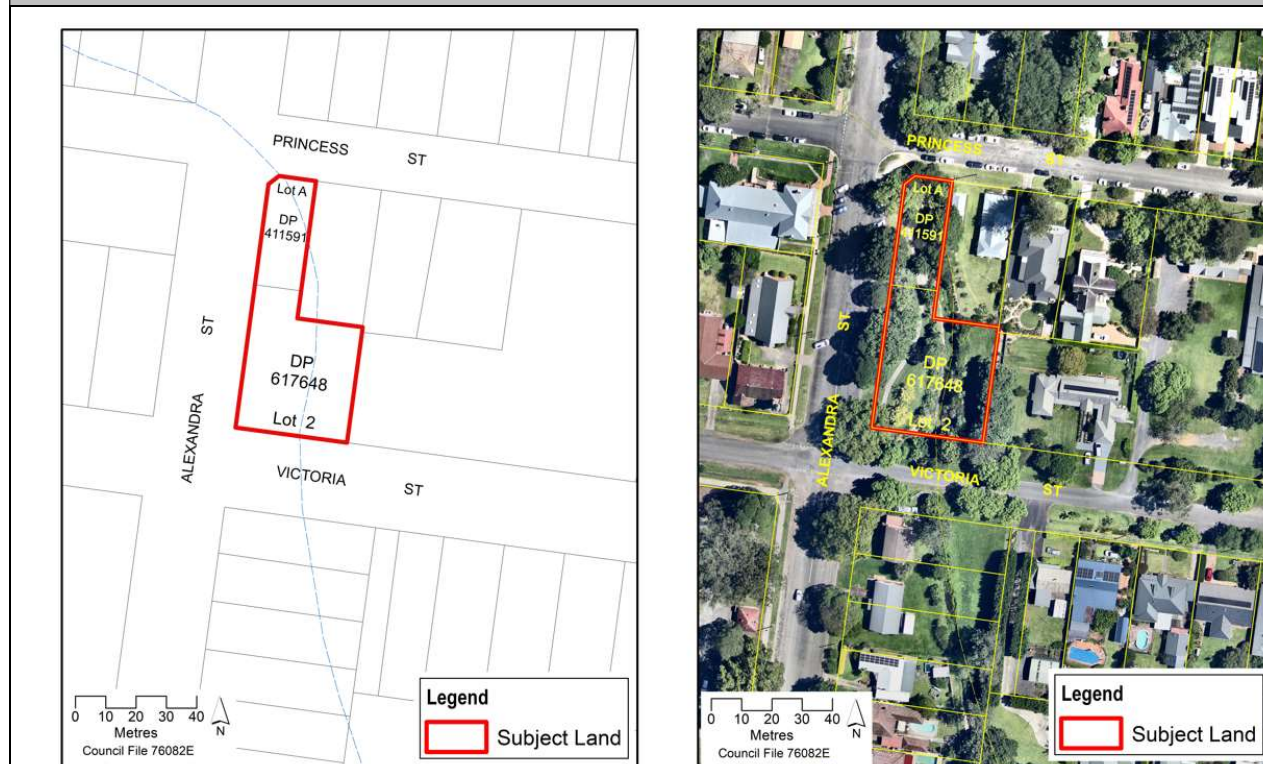 PRINCESS ST
Lot A
DP
411591
ST
DP
617648
ALEXANDRA
Lot 2
VICTORIA ST
0 10 20 30 40
Metres
N
Council File 76082E
Legend
Subject Land
PRINCESS ST
Lot A
DP
411591
ST
DP
617648
ALEXANDRA
Lot 2
VICTORIA ST
0 10 20 30 40
Metres
N
Council File 76082E
Legend
Subject Land